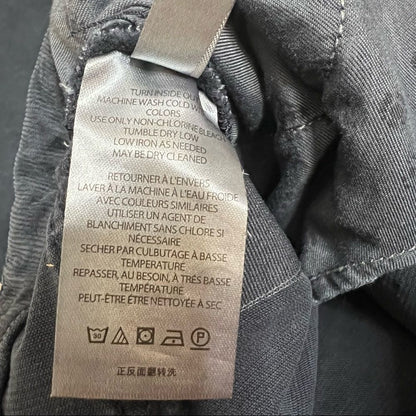 TURN INSIDE OUT
MACHINE WASH COLD W
COLORS
USE ONLY NON-CHLORINE BLEACH
TUMBLE DRY LOW
LOW IRON AS NEEDED
MAY BE DRY CLEANED
RETOURNER À L'ENVERS
LAVER À LA MACHINE À L'EAU FROIDE
AVEC COULEURS SIMILAIRES
UTILISER UN AGENT DE
BLANCHIMENT SANS CHLORE SI
NÉCESSAIRE
SÉCHER PAR CULBUTAGE À BASSE
TEMPÉRATURE
REPASSER, AU BESOIN, À TRÈS BASSE
TEMPÉRATURE
PEUT-ÊTRE NETTOYÉE À SEC
30 P
正反面翻转洗